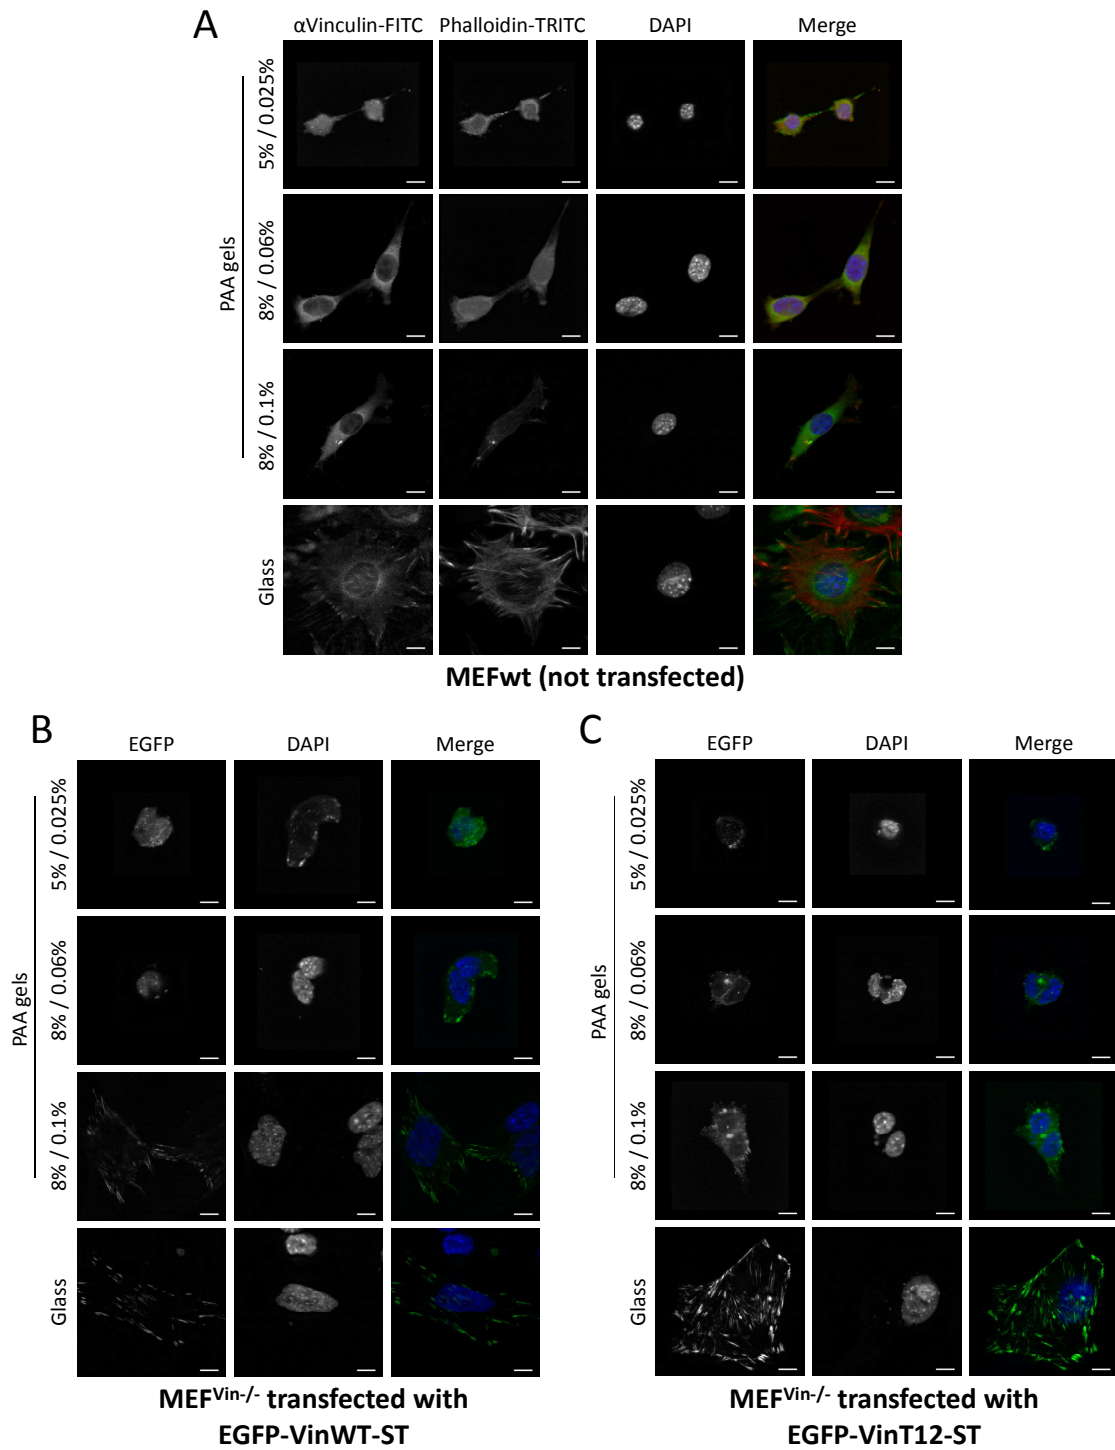 A
αVinculin-FITC Phalloidin-TRITC DAPI Merge
PAA gels
5% / 0.025%
8% / 0.06%
8% / 0.1%
Glass
MEFwt (not transfected)
B
EGFP DAPI Merge
PAA gels
5% / 0.025%
8% / 0.06%
8% / 0.1%
Glass
MEFVin-/- transfected with
EGFP-VinWT-ST
C
EGFP DAPI Merge
PAA gels
5% / 0.025%
8% / 0.06%
8% / 0.1%
Glass
MEFVin-/- transfected with
EGFP-VinT12-ST